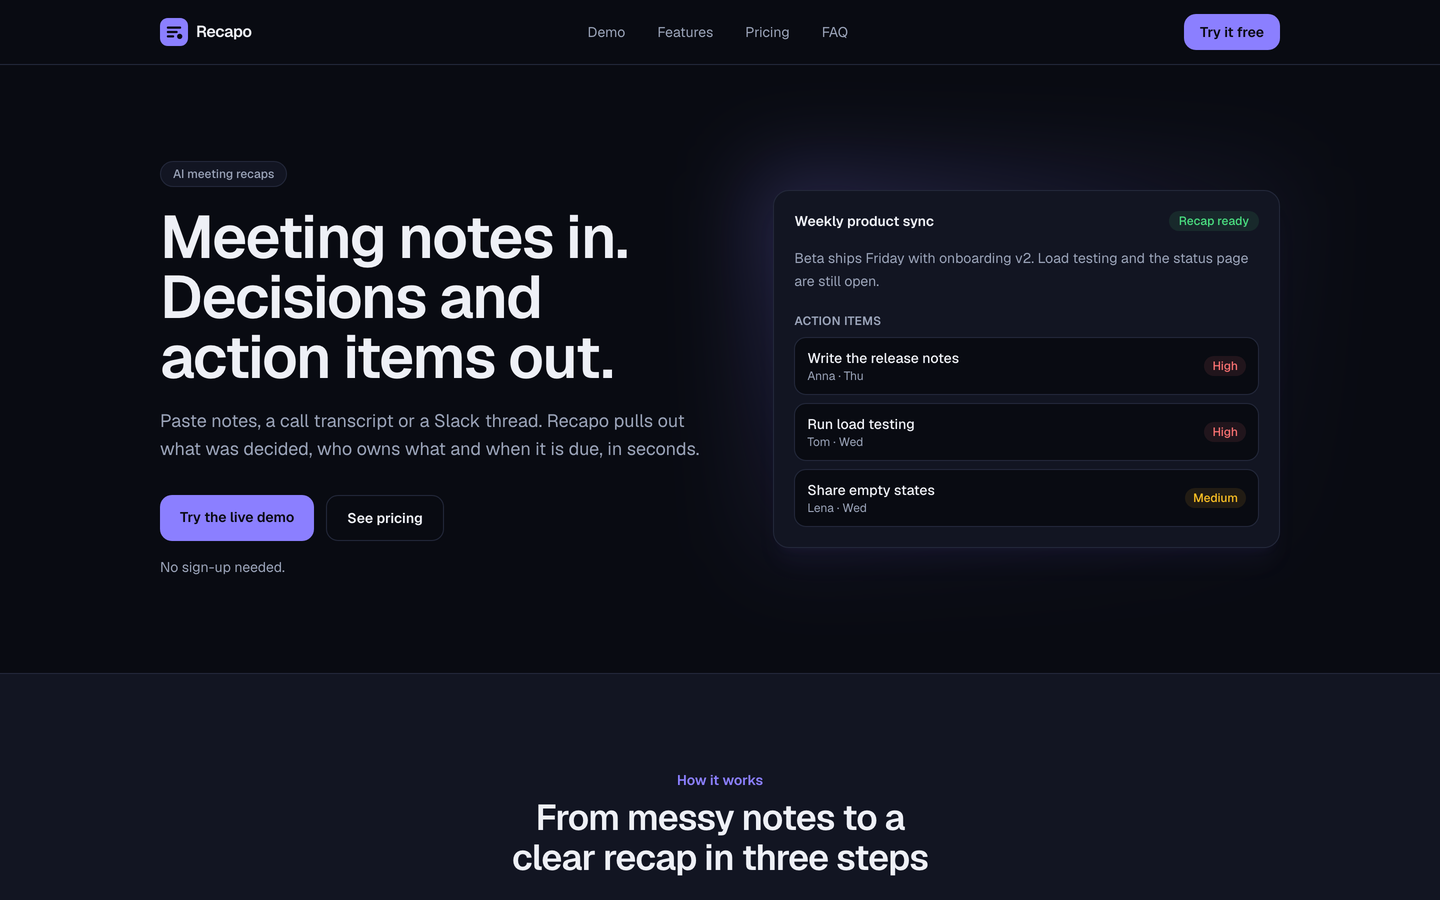 Recapo
Demo
Features
Pricing
FAQ
Try it free
AI meeting recaps
Meeting notes in.
Decisions and
action items out.
Paste notes, a call transcript or a Slack thread. Recapo pulls out
what was decided, who owns what and when it is due, in seconds.
Try the live demo
See pricing
No sign-up needed.
Weekly product sync
Recap ready
Beta ships Friday with onboarding v2. Load testing and the status page
are still open.
ACTION ITEMS
Write the release notes
Anna · Thu
High
Run load testing
Tom · Wed
High
Share empty states
Lena · Wed
Medium
How it works
From messy notes to a
clear recap in three steps